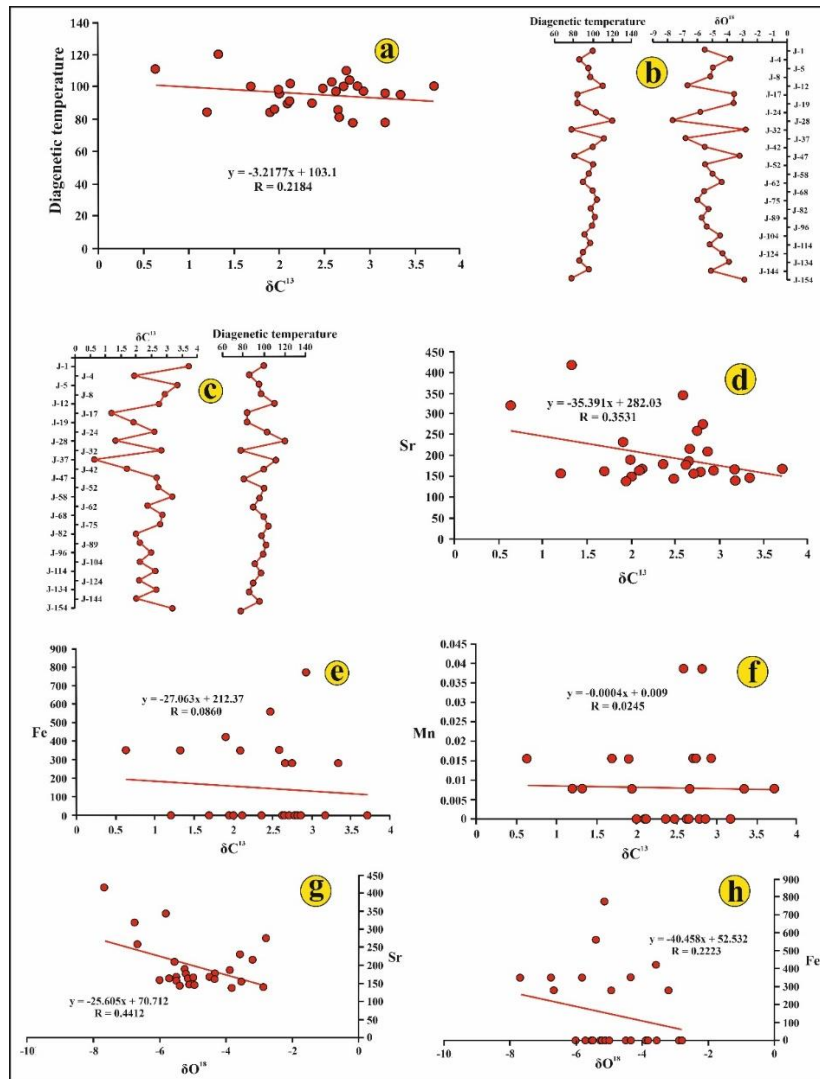 a
Diagenetic temperature
140
120
100
80
60
40
20
0
y = -3.2177x + 103.1
R = 0.2184
0 0.5 1 1.5 2 2.5 3 3.5 4
δC¹³
b
Diagenetic temperature
60 80 100 120 140
δO¹⁸
-8 -7 -6 -5 -4 -3 -2 -1 0
J-1
J-4
J-5
J-8
J-12
J-17
J-19
J-24
J-28
J-32
J-37
J-42
J-47
J-52
J-58
J-62
J-68
J-75
J-82
J-89
J-96
J-104
J-114
J-124
J-134
J-144
J-154
c
δC¹³
0 0.5 1 1.5 2 2.5 3 3.5 4
Diagenetic temperature
60 80 100 120 140
J-1
J-4
J-5
J-8
J-12
J-17
J-19
J-24
J-28
J-32
J-37
J-42
J-47
J-52
J-58
J-62
J-68
J-75
J-82
J-89
J-96
J-104
J-114
J-124
J-134
J-144
J-154
d
Sr
450
400
350
300
250
200
150
100
50
0
y = -35.391x + 282.03
R = 0.3531
0 0.5 1 1.5 2 2.5 3 3.5 4
δC¹³
e
Fe
900
800
700
600
500
400
300
200
100
0
y = -27.063x + 212.37
R = 0.0860
0 0.5 1 1.5 2 2.5 3 3.5 4
δC¹³
f
Mn
0.045
0.04
0.035
0.03
0.025
0.02
0.015
0.01
0.005
0
y = -0.0004x + 0.009
R = 0.0245
0 0.5 1 1.5 2 2.5 3 3.5 4
δC¹³
g
450
400
350
300
250
200
150
100
50
0
Sr
y = -25.605x + 70.712
R = 0.4412
-10 -8 -6 -4 -2 0
δO¹⁸
h
900
800
700
600
500
400
300
200
100
0
Fe
y = -40.458x + 52.532
R = 0.2223
-10 -8 -6 -4 -2 0
δO¹⁸